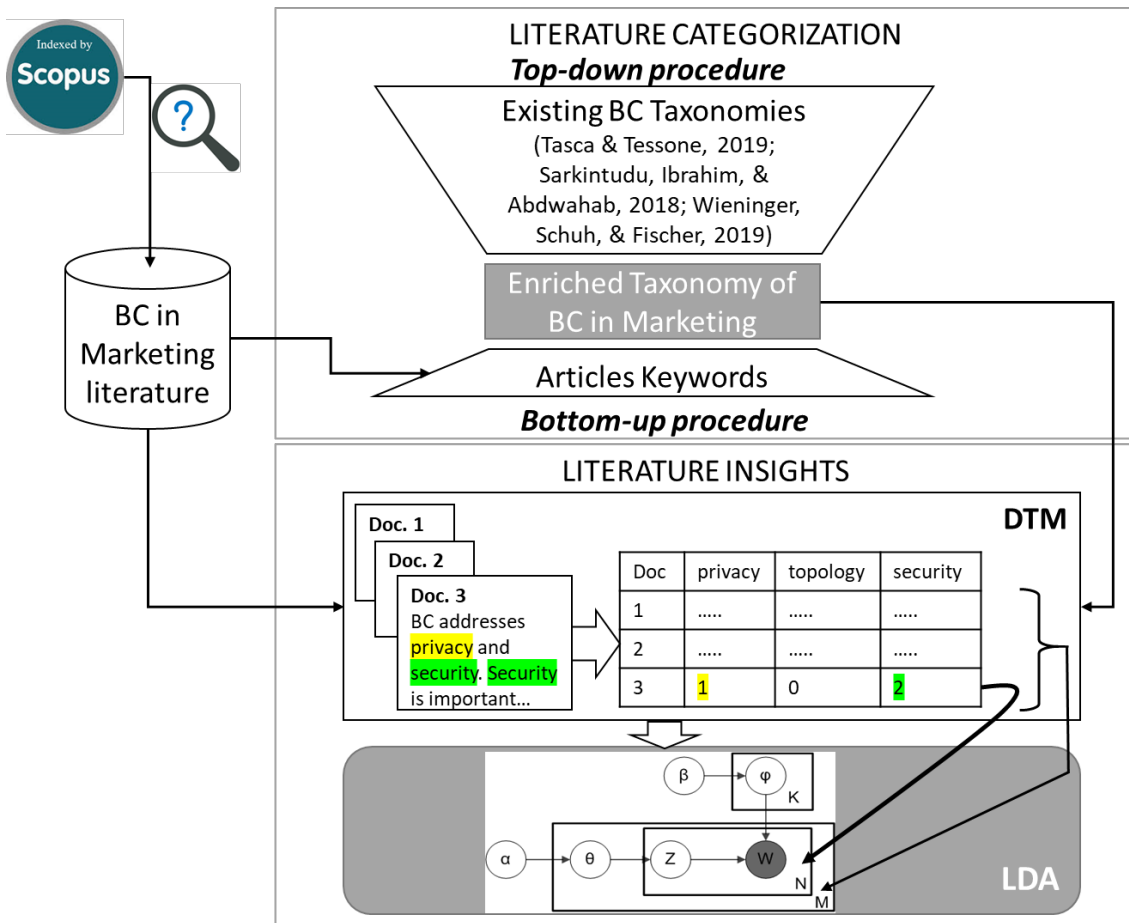 Indexed by
Scopus
?
BC in
Marketing
literature
LITERATURE CATEGORIZATION
Top-down procedure
Existing BC Taxonomies
(Tasca & Tessone, 2019;
Sarkintudu, Ibrahim, &
Abdwahab, 2018; Wieninger,
Schuh, & Fischer, 2019)
Enriched Taxonomy of
BC in Marketing
Articles Keywords
Bottom-up procedure
LITERATURE INSIGHTS
DTM
Doc. 1
Doc. 2
Doc. 3
BC addresses
privacy and
security. Security
is important...
Doc privacy topology security
1 ..... ..... .....
2 ..... ..... .....
3 1 0 2
β φ
K
α θ Z W
N
M
LDA